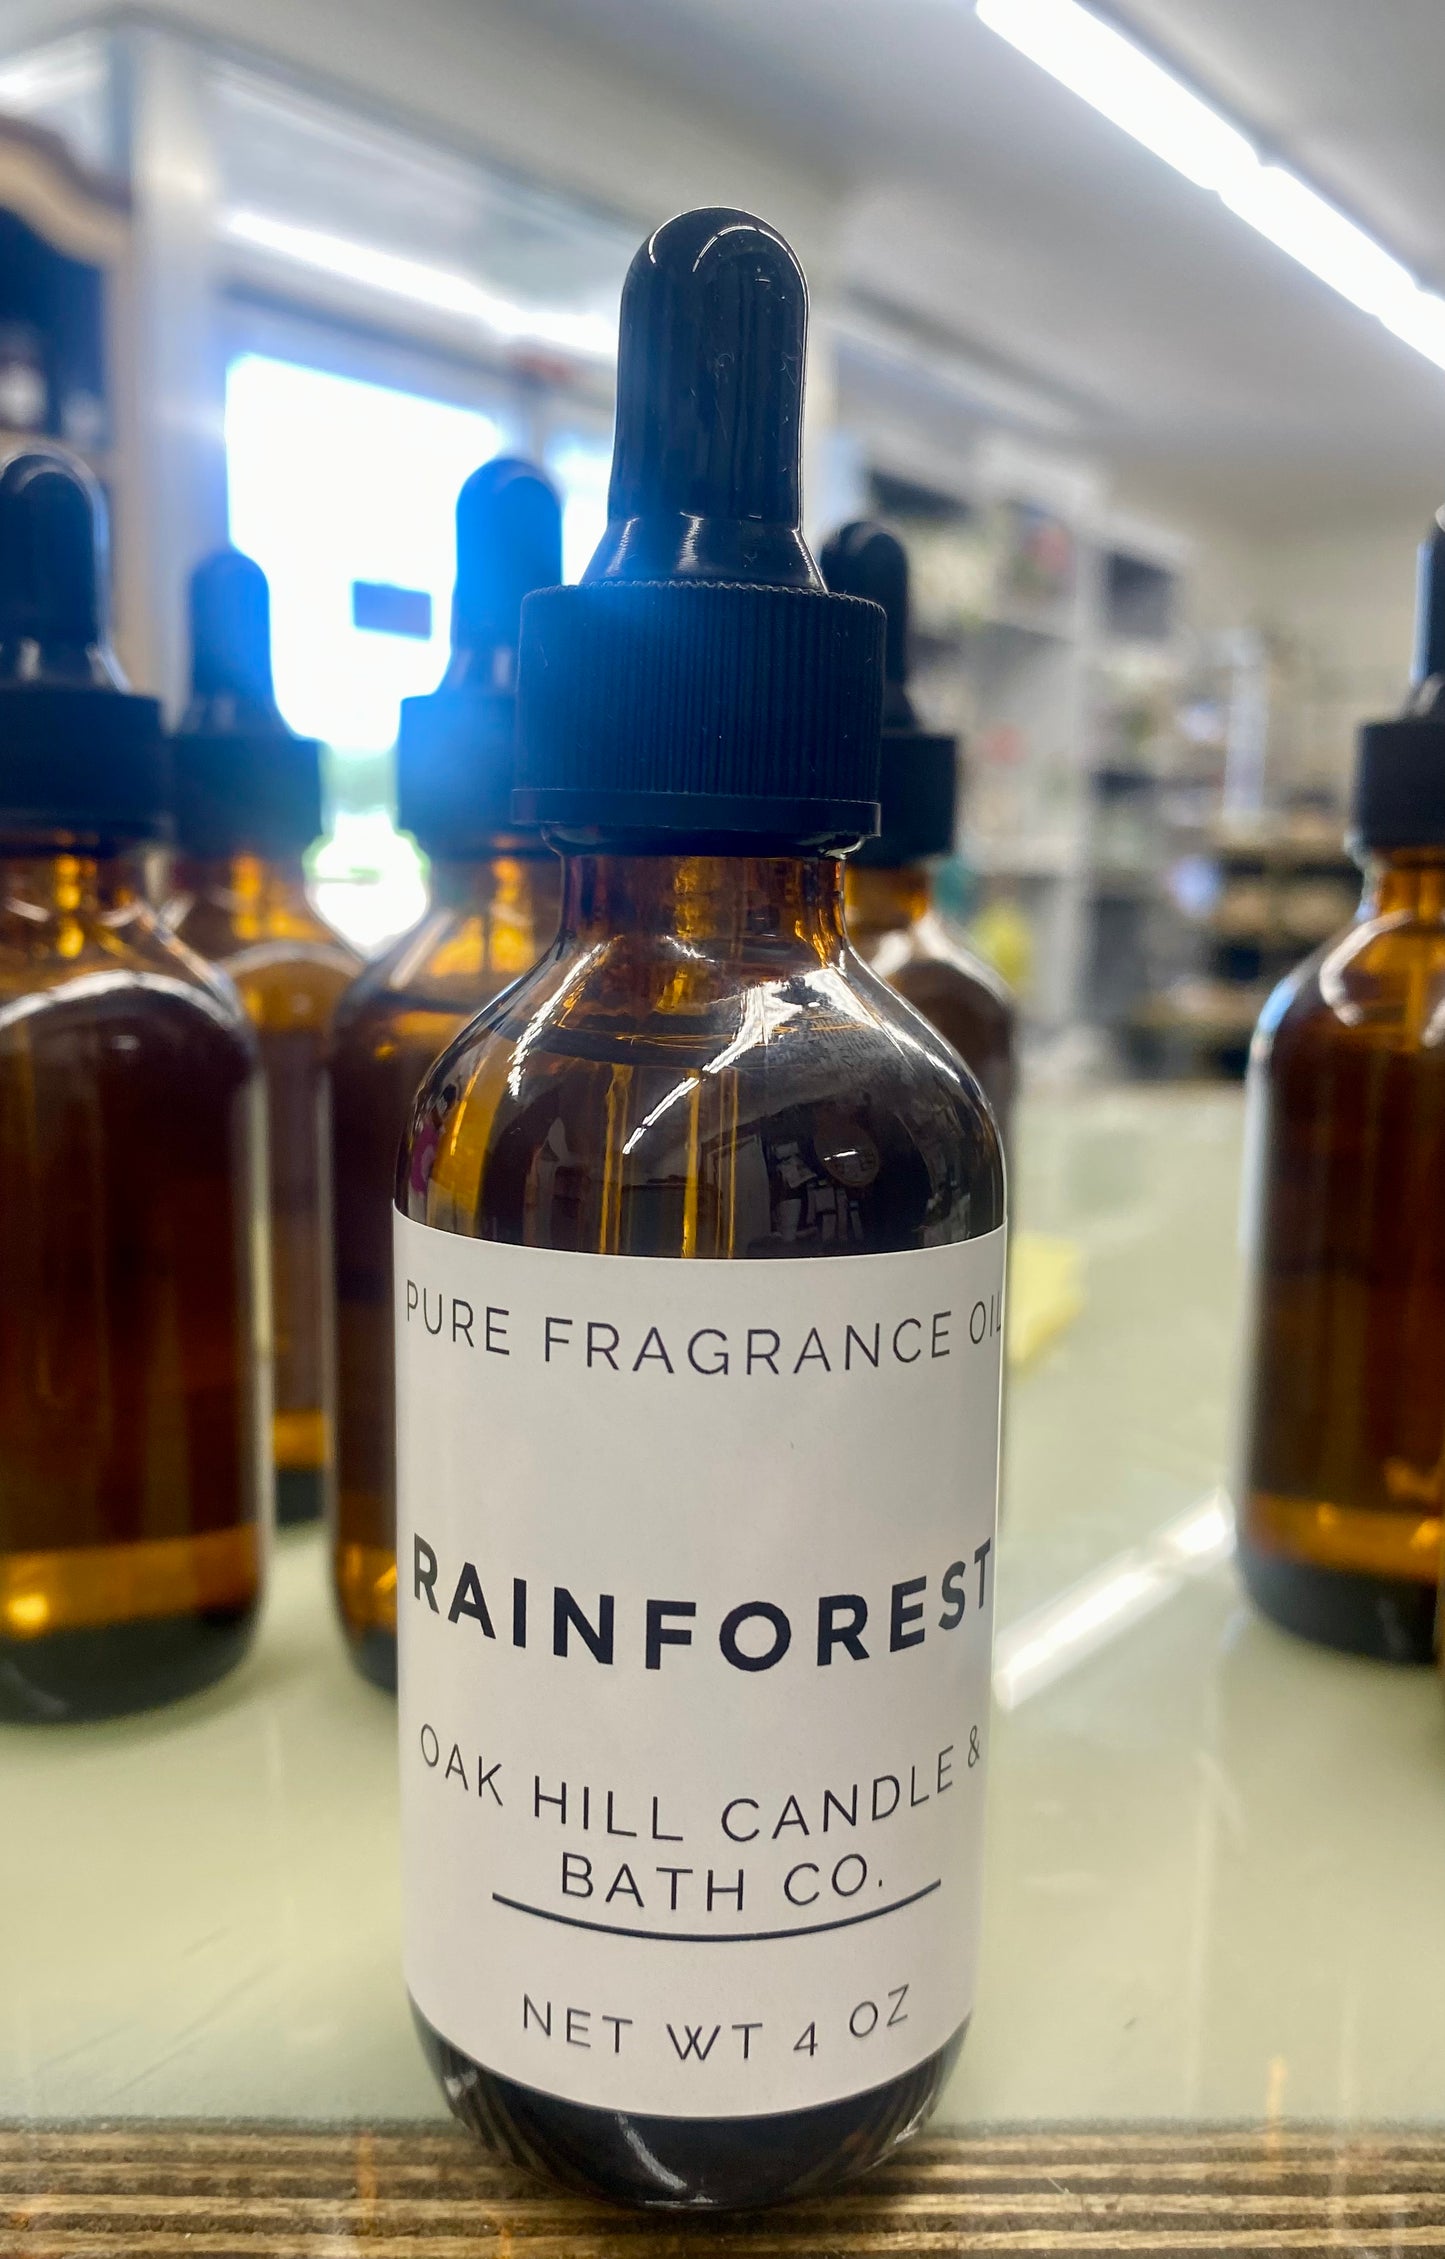 PURE FRAGRANCE OIL
RAINFOREST
OAK HILL CANDLE &
BATH CO.
NET WT 4 OZ